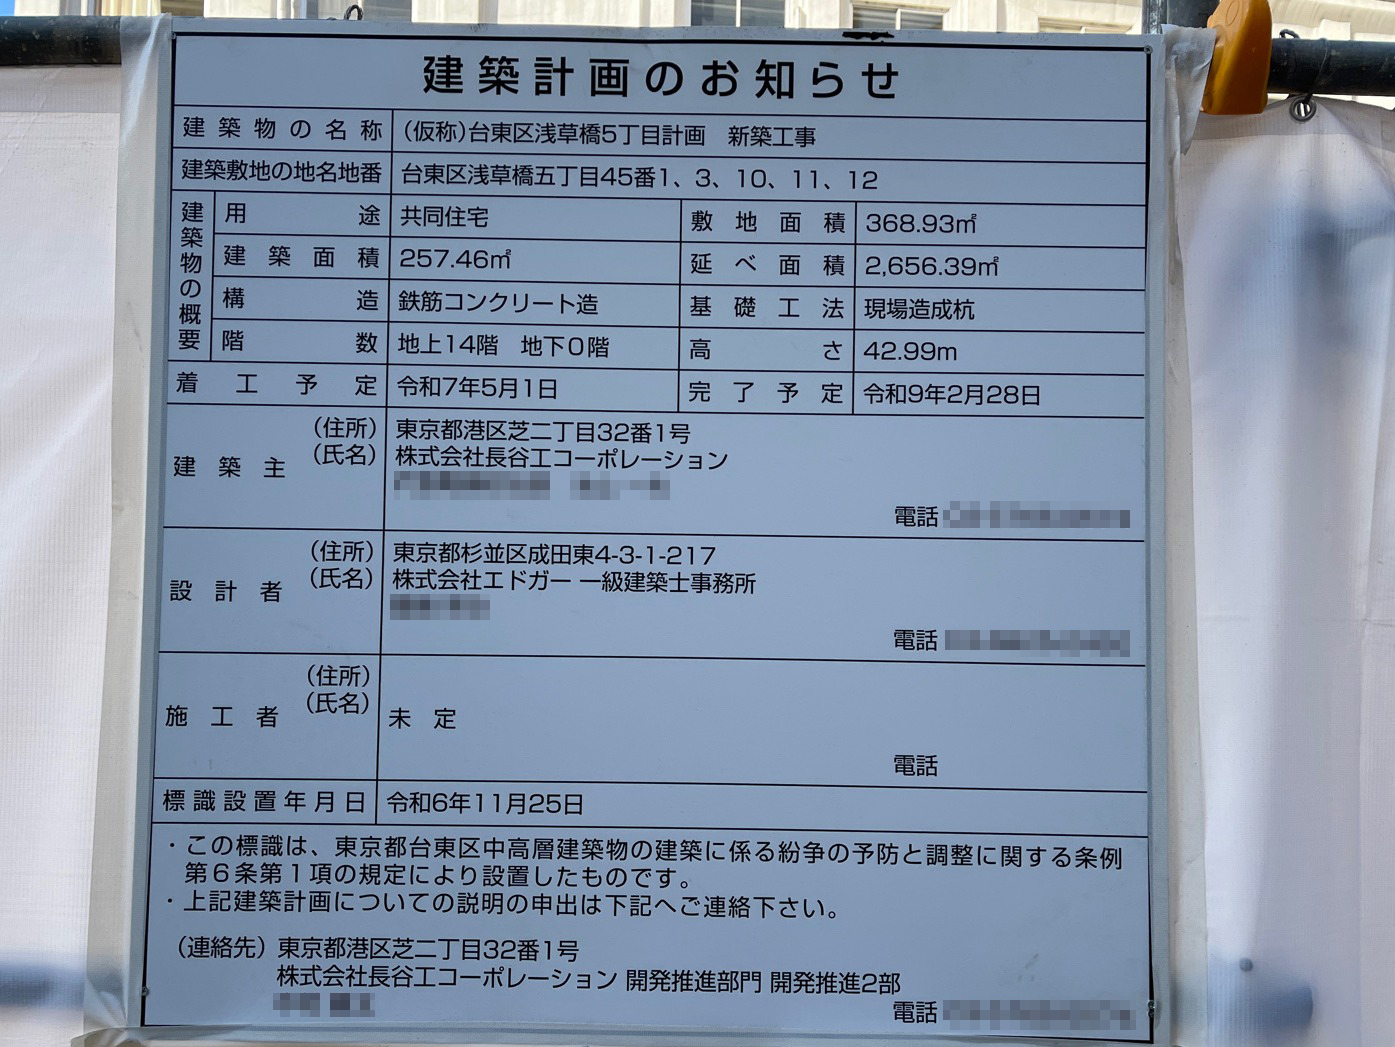 建築計画のお知らせ
建築物の名称 (仮称)台東区浅草橋5丁目計画 新築工事
建築敷地の地名地番 台東区浅草橋五丁目45番1、3、10、11、12
建築物の概要
用途 共同住宅 敷地面積 368.93㎡
建築面積 257.46㎡ 延べ面積 2,656.39㎡
構造 鉄筋コンクリート造 基礎工法 現場造成杭
階数 地上14階 地下0階 高さ 42.99m
着工予定 令和7年5月1日 完了予定 令和9年2月28日
建築主 (住所) 東京都港区芝二丁目32番1号
(氏名) 株式会社長谷工コーポレーション
電話
設計者 (住所) 東京都杉並区成田東4-3-1-217
(氏名) 株式会社エドガー 一級建築士事務所
電話
施工者 (住所)
(氏名)
未定
電話
標識設置年月日 令和6年11月25日
・この標識は、東京都台東区中高層建築物の建築に係る紛争の予防と調整に関する条例
第6条第1項の規定により設置したものです。
・上記建築計画についての説明の申出は下記へご連絡下さい。
(連絡先) 東京都港区芝二丁目32番1号
株式会社長谷工コーポレーション 開発推進部門 開発推進2部
電話